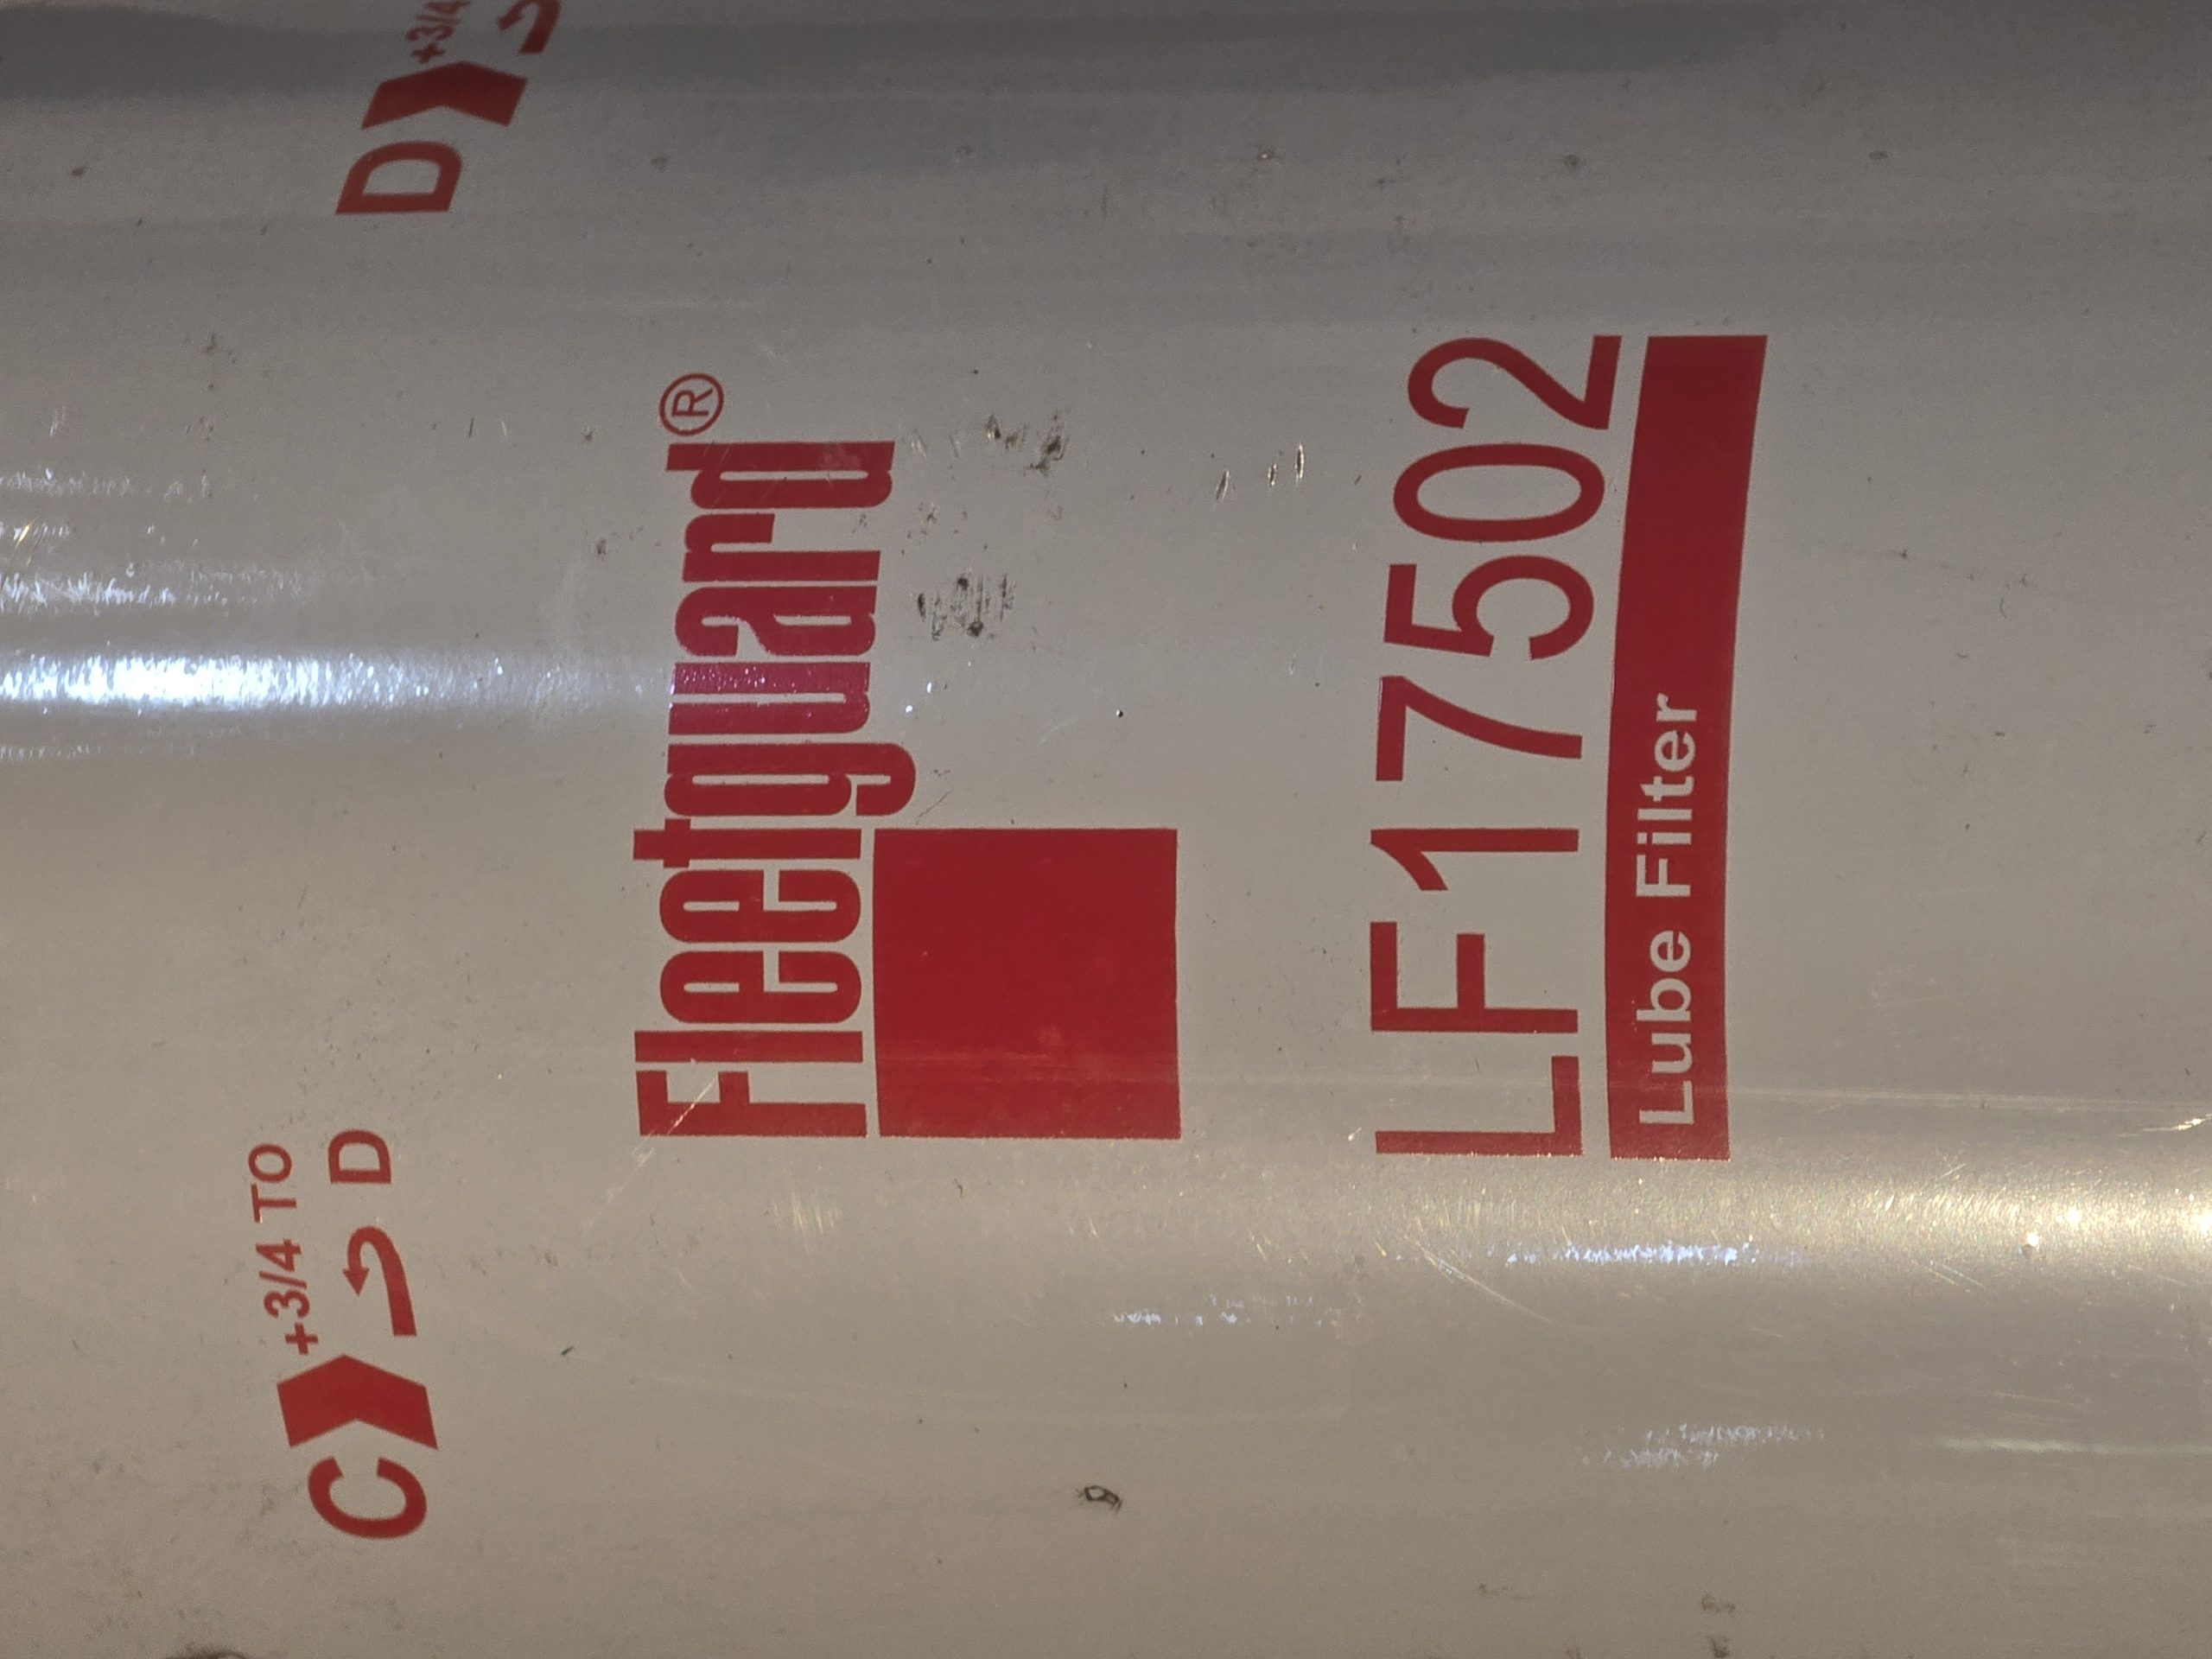 Fleetguard®
LF17502
Lube Filter
C +3/4 TO
D
D +3/4